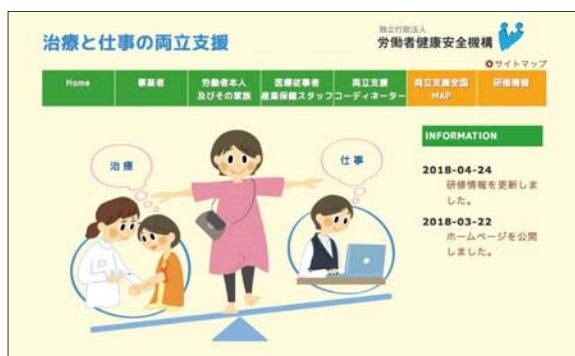 治療と仕事の両立支援
独立行政法人
労働者健康安全機構
サイトマップ
Home
事業者
労働者本人
及びその家族
医療従事者
産業保健スタッフ
両立支援
コーディネーター
両立支援全国
MAP
研修情報
治療
仕事
INFORMATION
2018-04-24
研修情報を更新しま
した。
2018-03-22
ホームページを公開
しました。